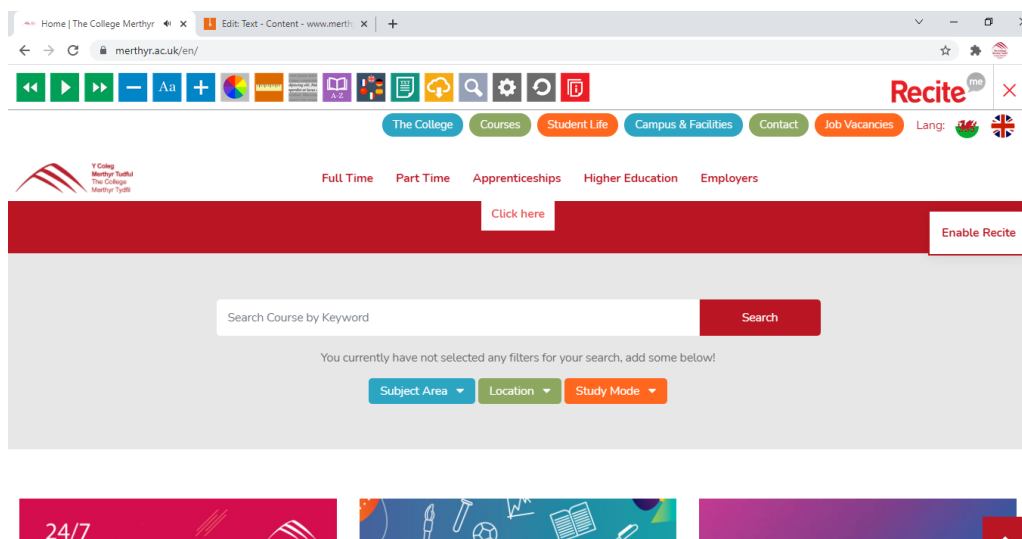 Home | The College Merthyr
Edit: Text - Content - www.merth
merthyr.ac.uk/en/
Aa
A-Z
Recite me
The College
Courses
Student Life
Campus & Facilities
Contact
Job Vacancies
Lang:
Y Coleg
Merthyr Tudful
The College
Merthyr Tydfil
Full Time
Part Time
Apprenticeships
Higher Education
Employers
Click here
Enable Recite
Search Course by Keyword
Search
You currently have not selected any filters for your search, add some below!
Subject Area
Location
Study Mode
24/7